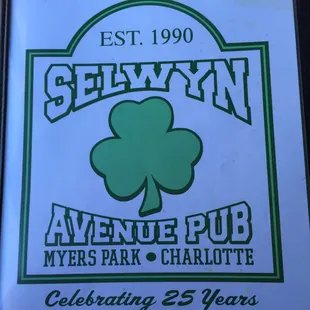 EST. 1990
SELWYN
AVENUE PUB
MYERS PARK • CHARLOTTE
Celebrating 25 Years